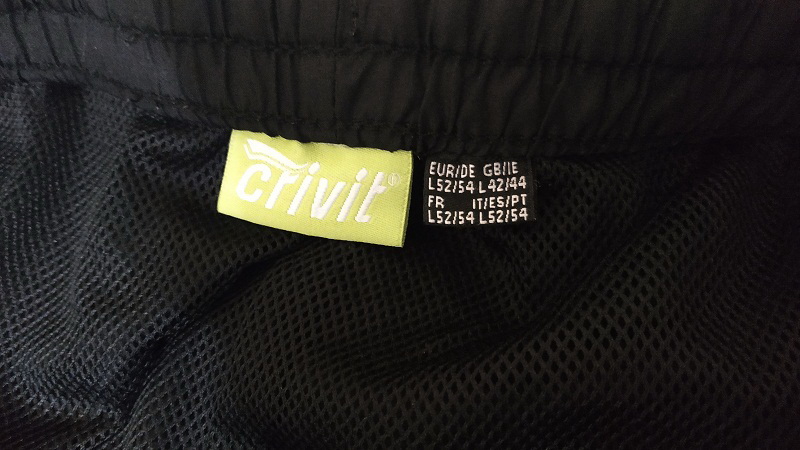 crivit®
EUR/DE GB/IE
L52/54 L42/44
FR IT/ES/PT
L52/54 L52/54